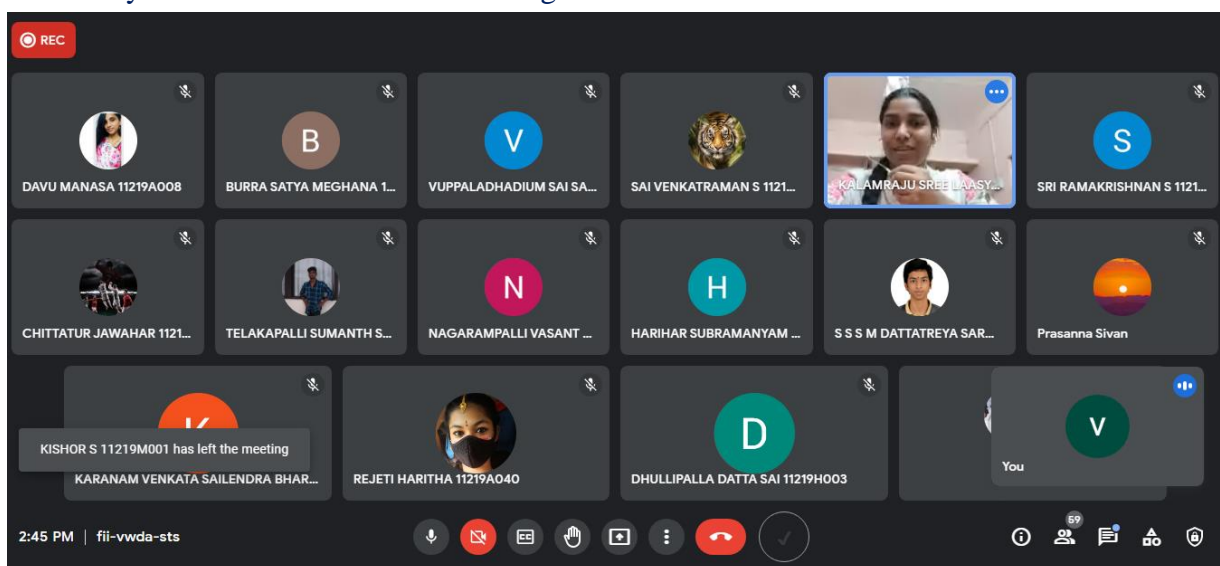 REC
DAVU MANASA 11219A008
B
BURRA SATYA MEGHANA 1...
V
VUPPALADHADIUM SAI SA...
SAI VENKATRAMAN S 1121...
KALAMRAJU SREE LAASY...
S
SRI RAMAKRISHNAN S 1121...
CHITTATUR JAWAHAR 1121...
TELAKAPALLI SUMANTH S...
N
NAGARAMPALLI VASANT ...
H
HARIHAR SUBRAMANYAM ...
S S S M DATTATREYA SAR...
Prasanna Sivan
K
KISHOR S 11219M001 has left the meeting
KARANAM VENKATA SAILENDRA BHAR...
REJETI HARITHA 11219A040
D
DHULLIPALLA DATTA SAI 11219H003
V
You
2:45 PM | fii-vwda-sts
CC
59